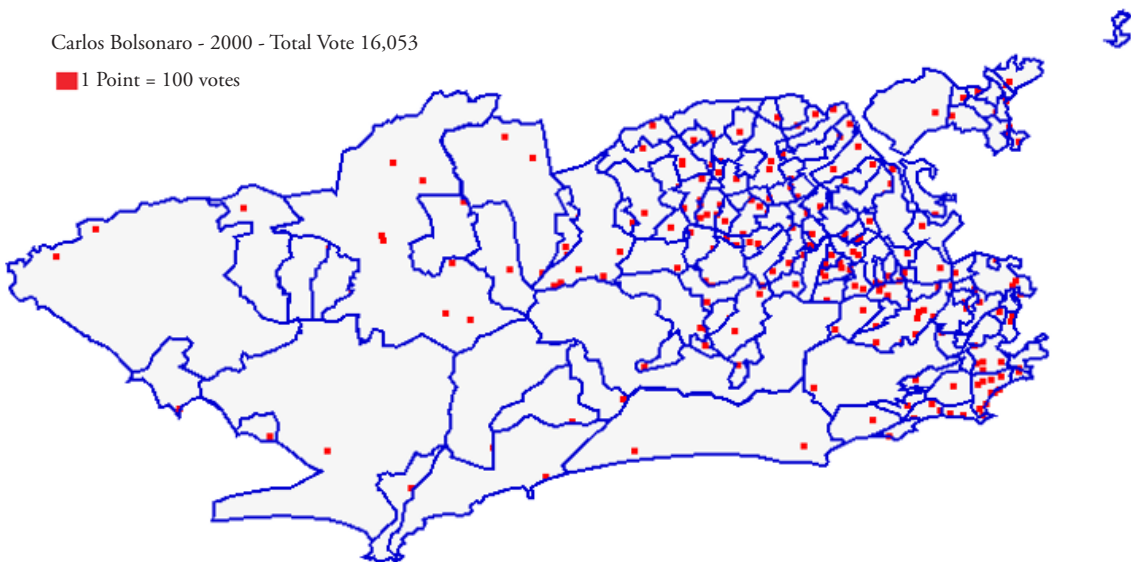 Carlos Bolsonaro - 2000 - Total Vote 16,053
1 Point = 100 votes